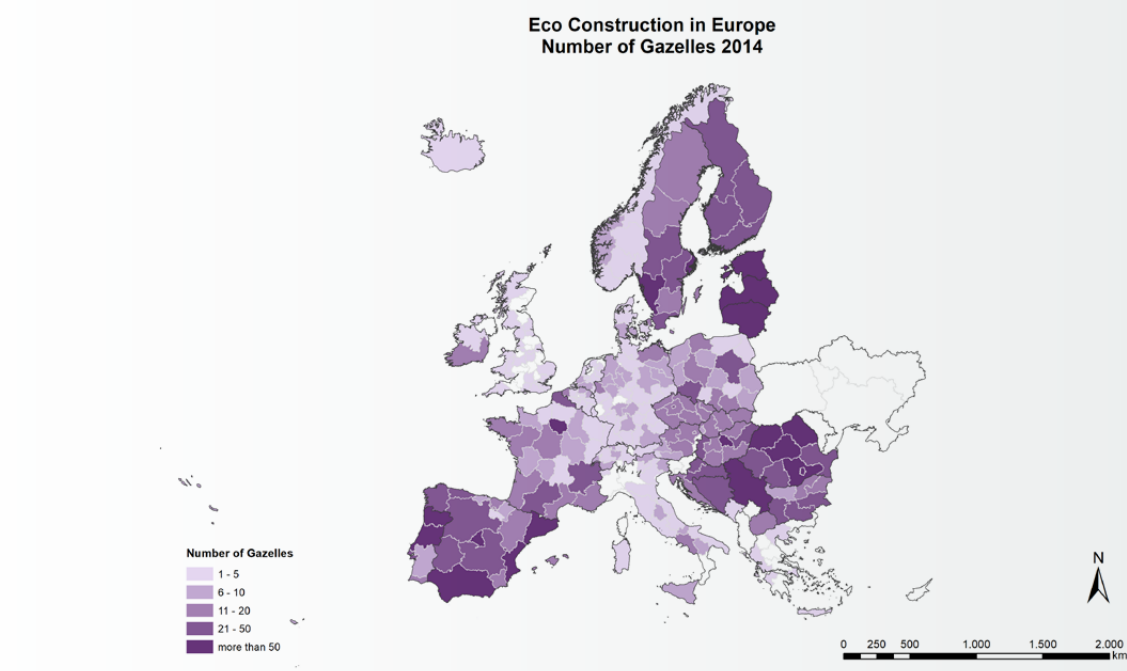 Eco Construction in Europe
Number of Gazelles 2014
Number of Gazelles
1 - 5
6 - 10
11 - 20
21 - 50
more than 50
N
0 250 500 1.000 1.500 2.000
km